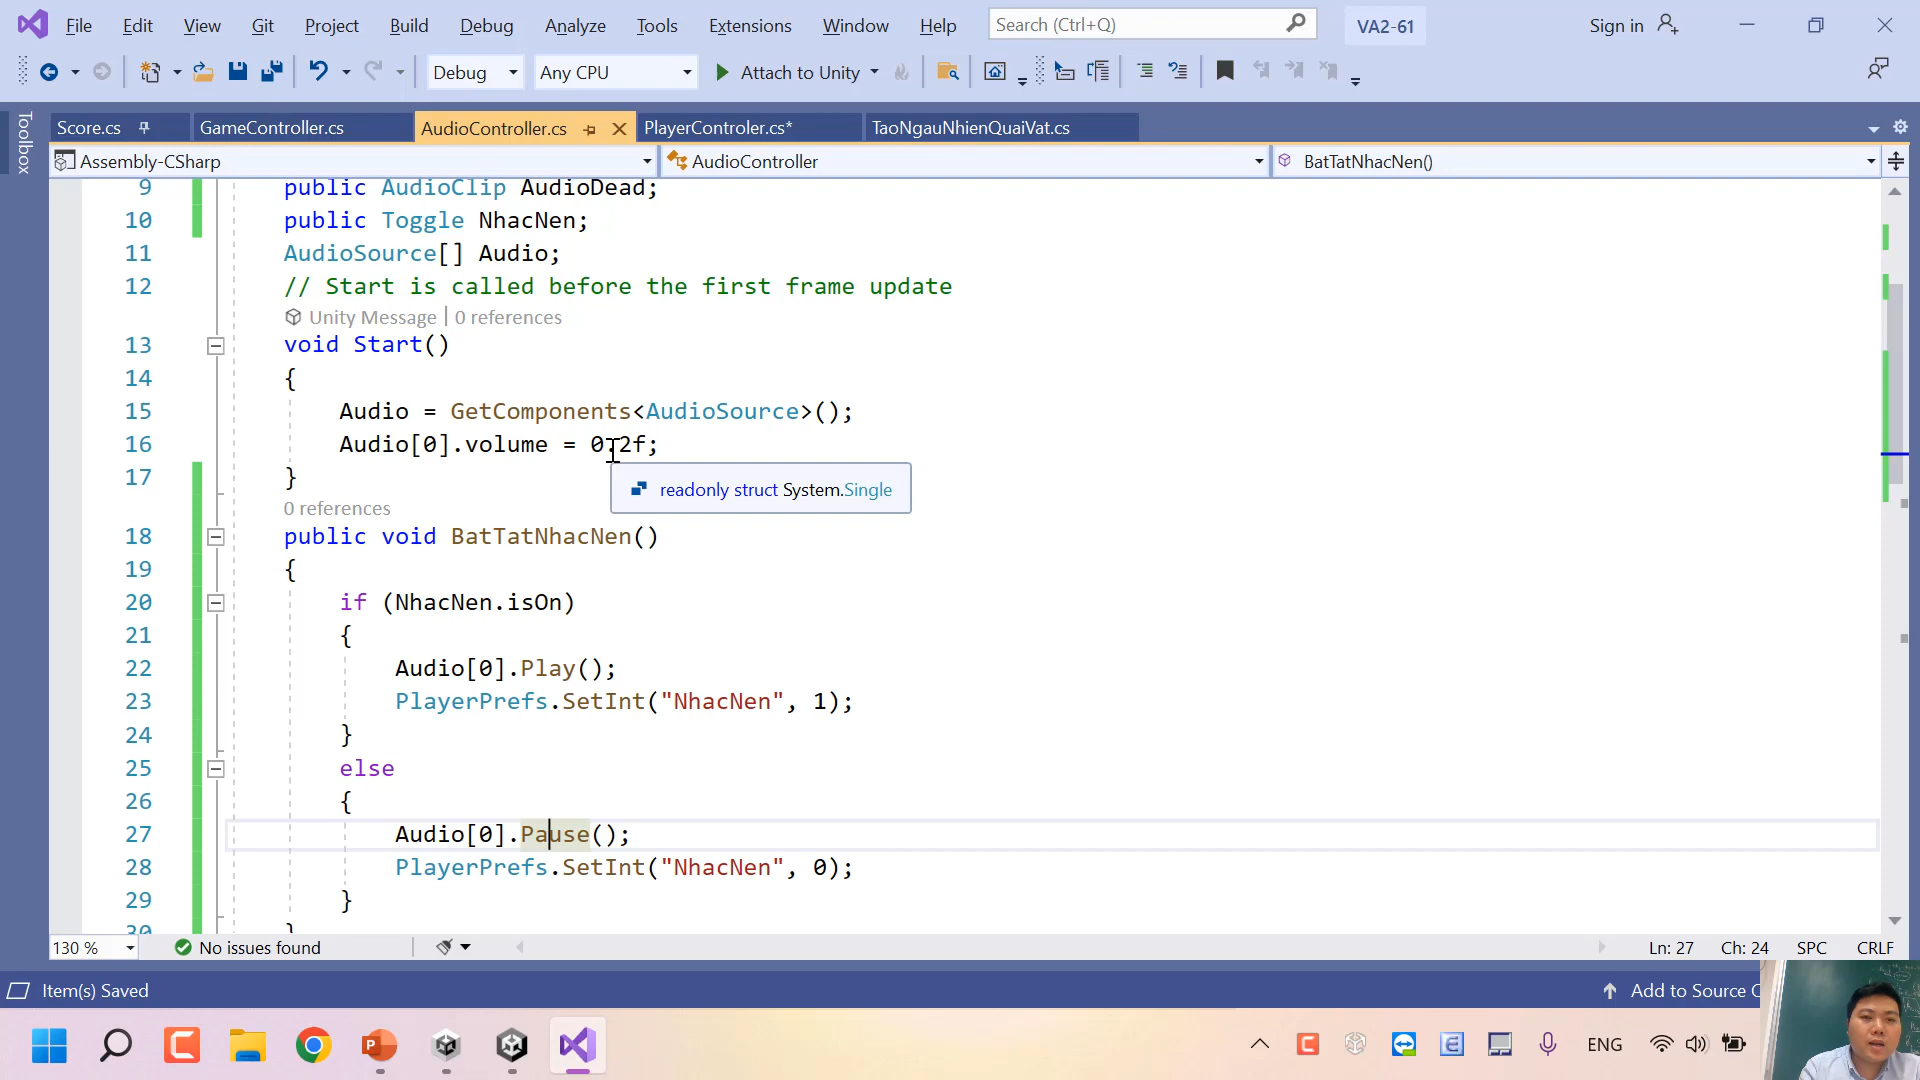 File Edit View Git Project Build Debug Analyze Tools Extensions Window Help Search (Ctrl+Q) VA2-61 Sign in
Debug Any CPU Attach to Unity
Toolbox
Score.cs GameController.cs AudioController.cs PlayerControler.cs* TaoNgauNhienQuaiVat.cs
Assembly-CSharp AudioController BatTatNhacNen()
9 public AudioClip AudioDead;
10 public Toggle NhacNen;
11 AudioSource[] Audio;
12 // Start is called before the first frame update
Unity Message | 0 references
13 void Start()
14 {
15 Audio = GetComponents<AudioSource>();
16 Audio[0].volume = 0.2f;
17 }
readonly struct System.Single
0 references
18 public void BatTatNhacNen()
19 {
20 if (NhacNen.isOn)
21 {
22 Audio[0].Play();
23 PlayerPrefs.SetInt("NhacNen", 1);
24 }
25 else
26 {
27 Audio[0].Pause();
28 PlayerPrefs.SetInt("NhacNen", 0);
29 }
30 }
130 % No issues found Ln: 27 Ch: 24 SPC CRLF
Item(s) Saved Add to Source C
ENG